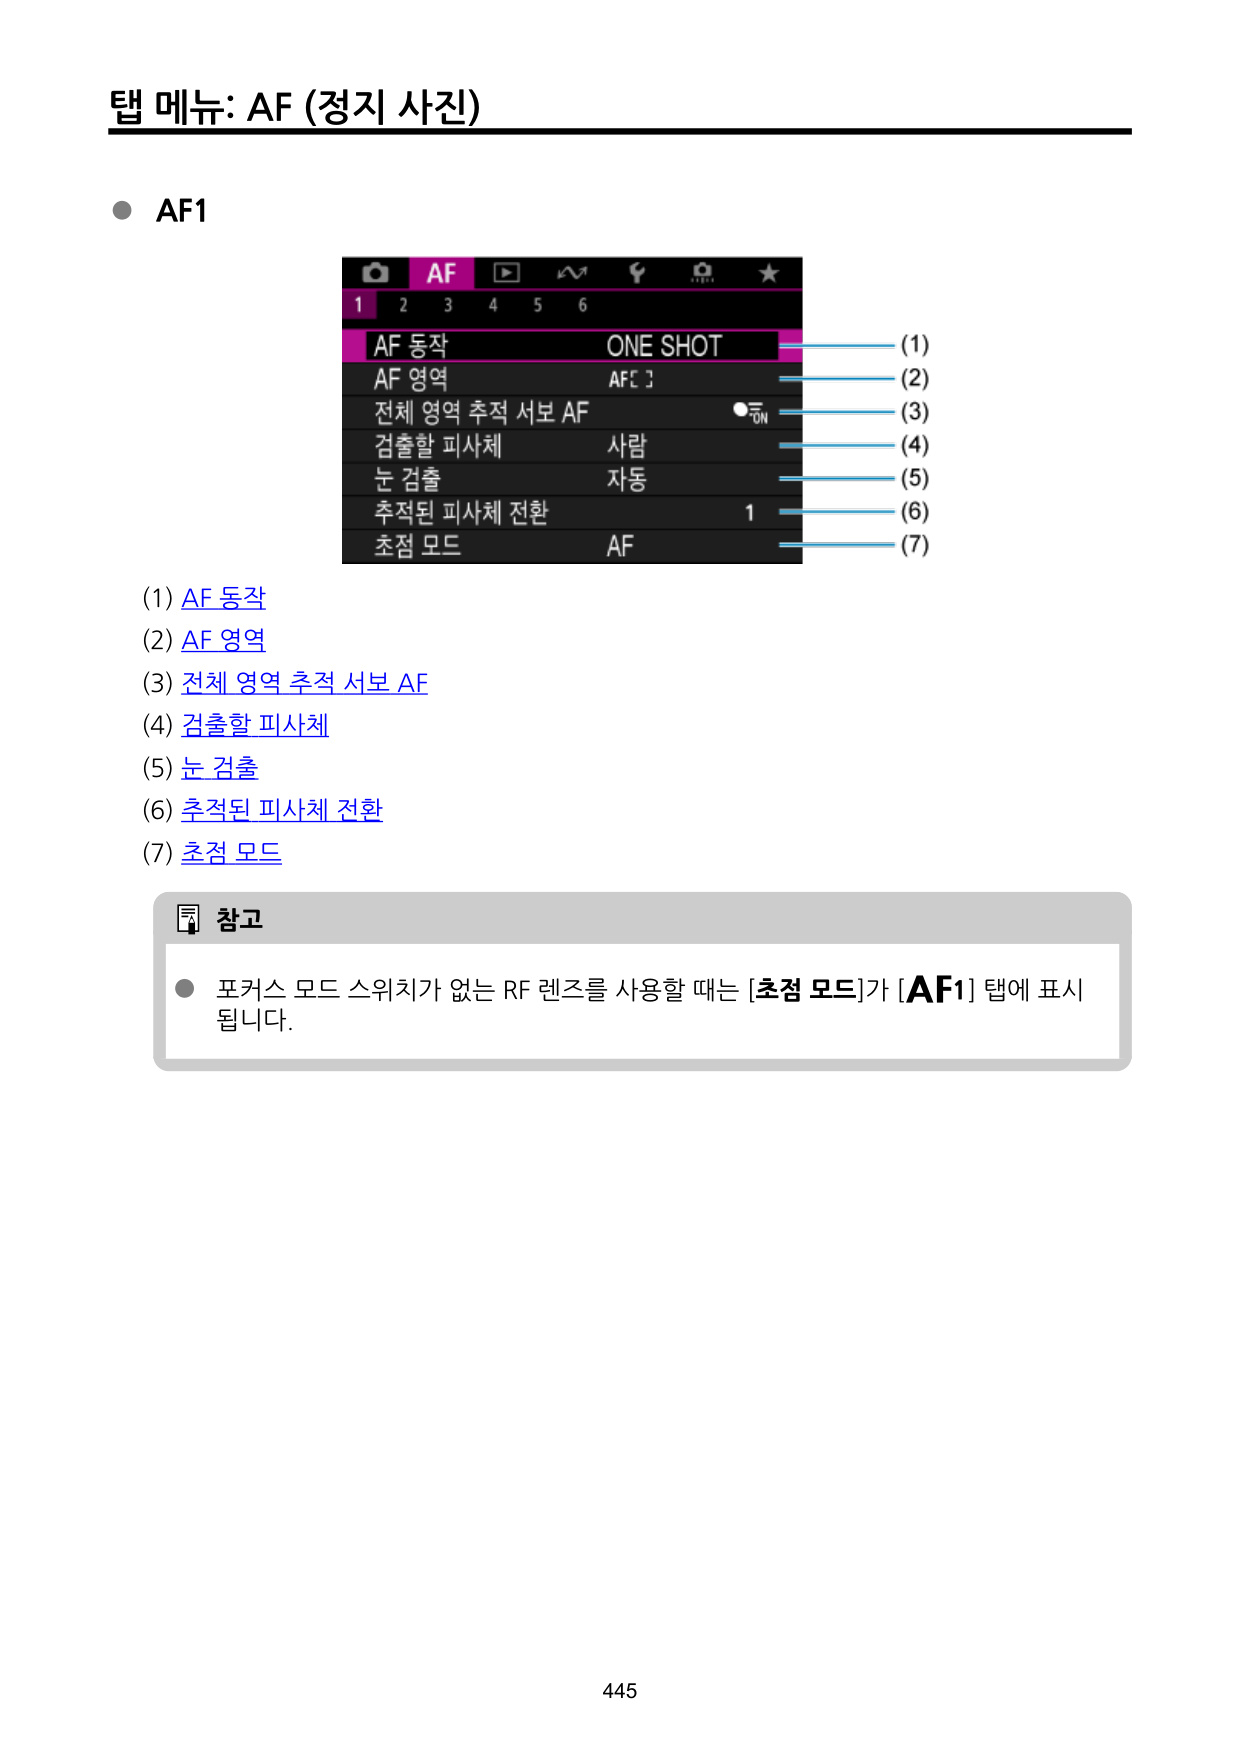 탭 메뉴: AF (정지 사진)
AF1
AF
1 2 3 4 5 6
AF 동작 ONE SHOT (1)
AF 영역 AF[ ] (2)
전체 영역 추적 서보 AF ON (3)
검출할 피사체 사람 (4)
눈 검출 자동 (5)
추적된 피사체 전환 1 (6)
초점 모드 AF (7)
(1) AF 동작
(2) AF 영역
(3) 전체 영역 추적 서보 AF
(4) 검출할 피사체
(5) 눈 검출
(6) 추적된 피사체 전환
(7) 초점 모드
참고
포커스 모드 스위치가 없는 RF 렌즈를 사용할 때는 [초점 모드]가 [AF1] 탭에 표시
됩니다.
445